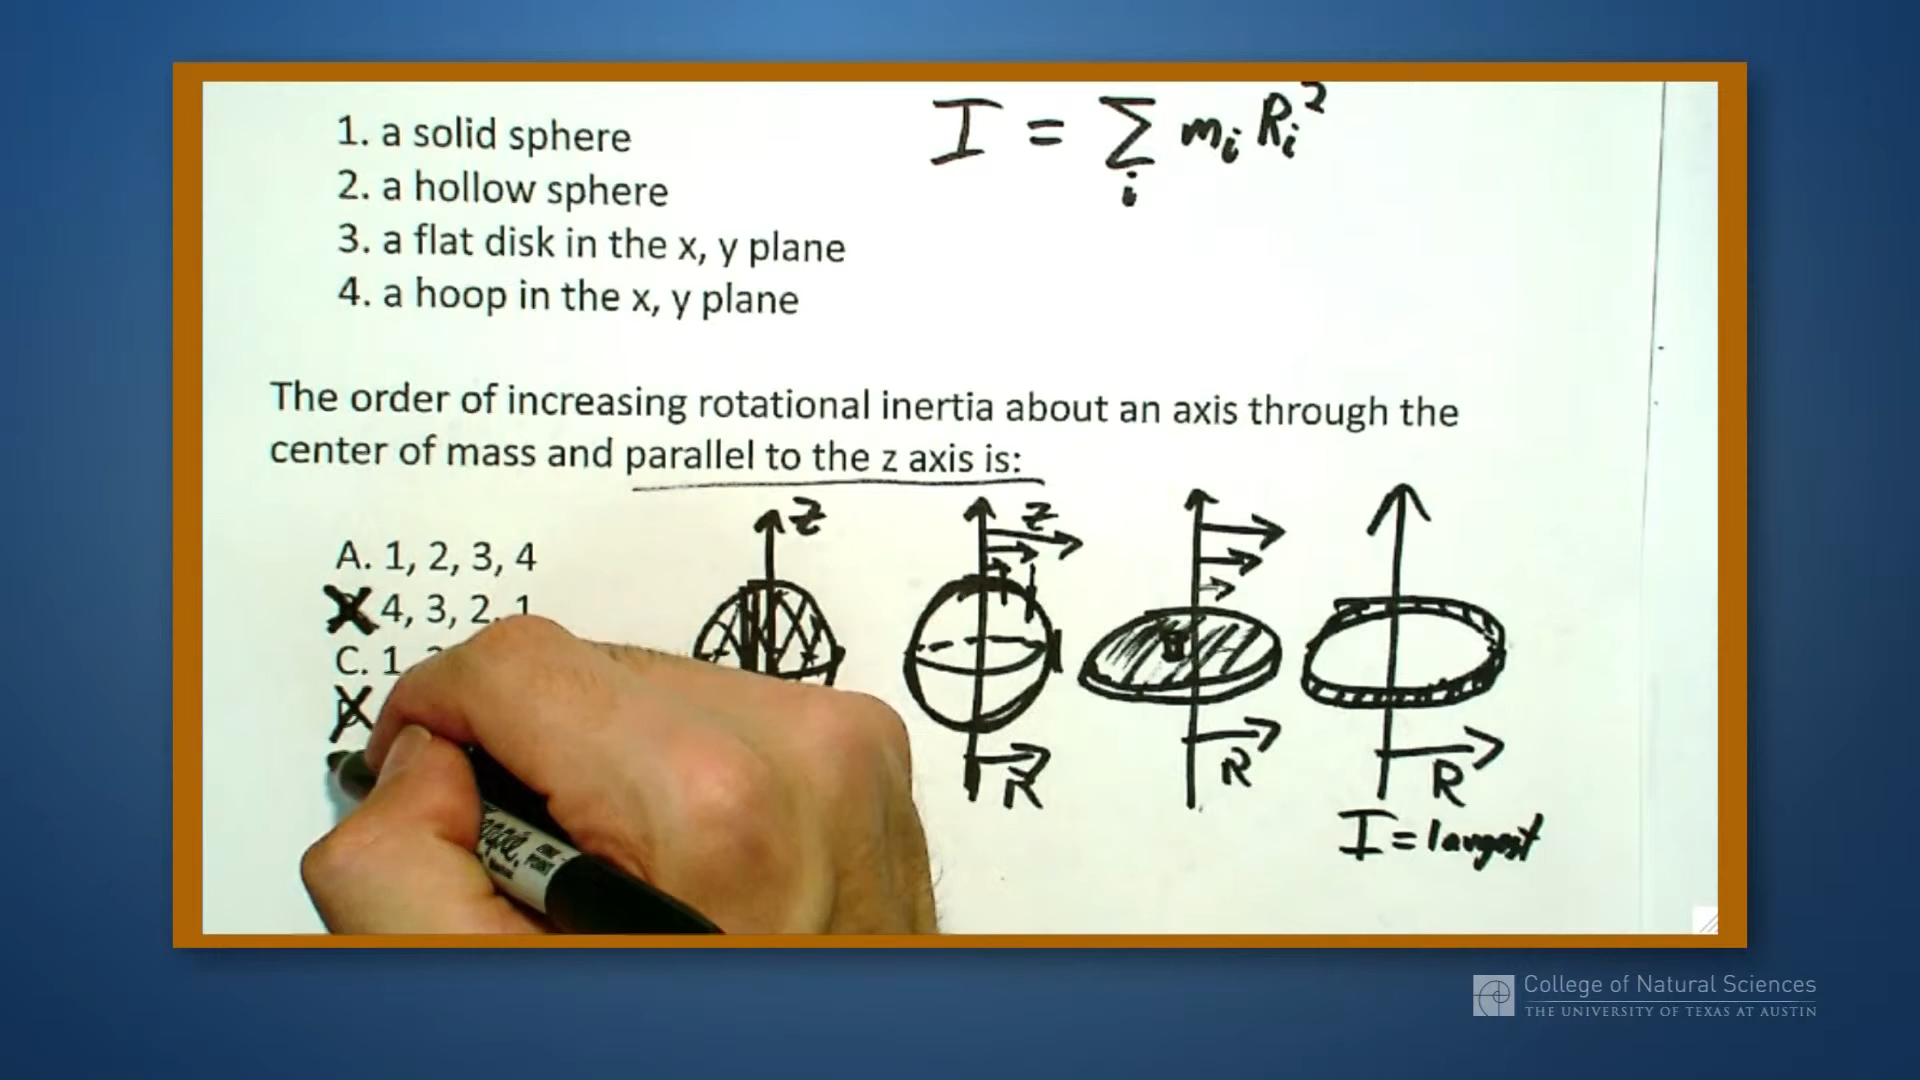 1. a solid sphere
I = Σ mᵢ Rᵢ²
i
2. a hollow sphere
3. a flat disk in the x, y plane
4. a hoop in the x, y plane
The order of increasing rotational inertia about an axis through the
center of mass and parallel to the z axis is:
A. 1, 2, 3, 4
4, 3, 2, 1
C. 1
Z
Z
R
R
R
I = largest
ONE
POINT
College of Natural Sciences
THE UNIVERSITY OF TEXAS AT AUSTIN